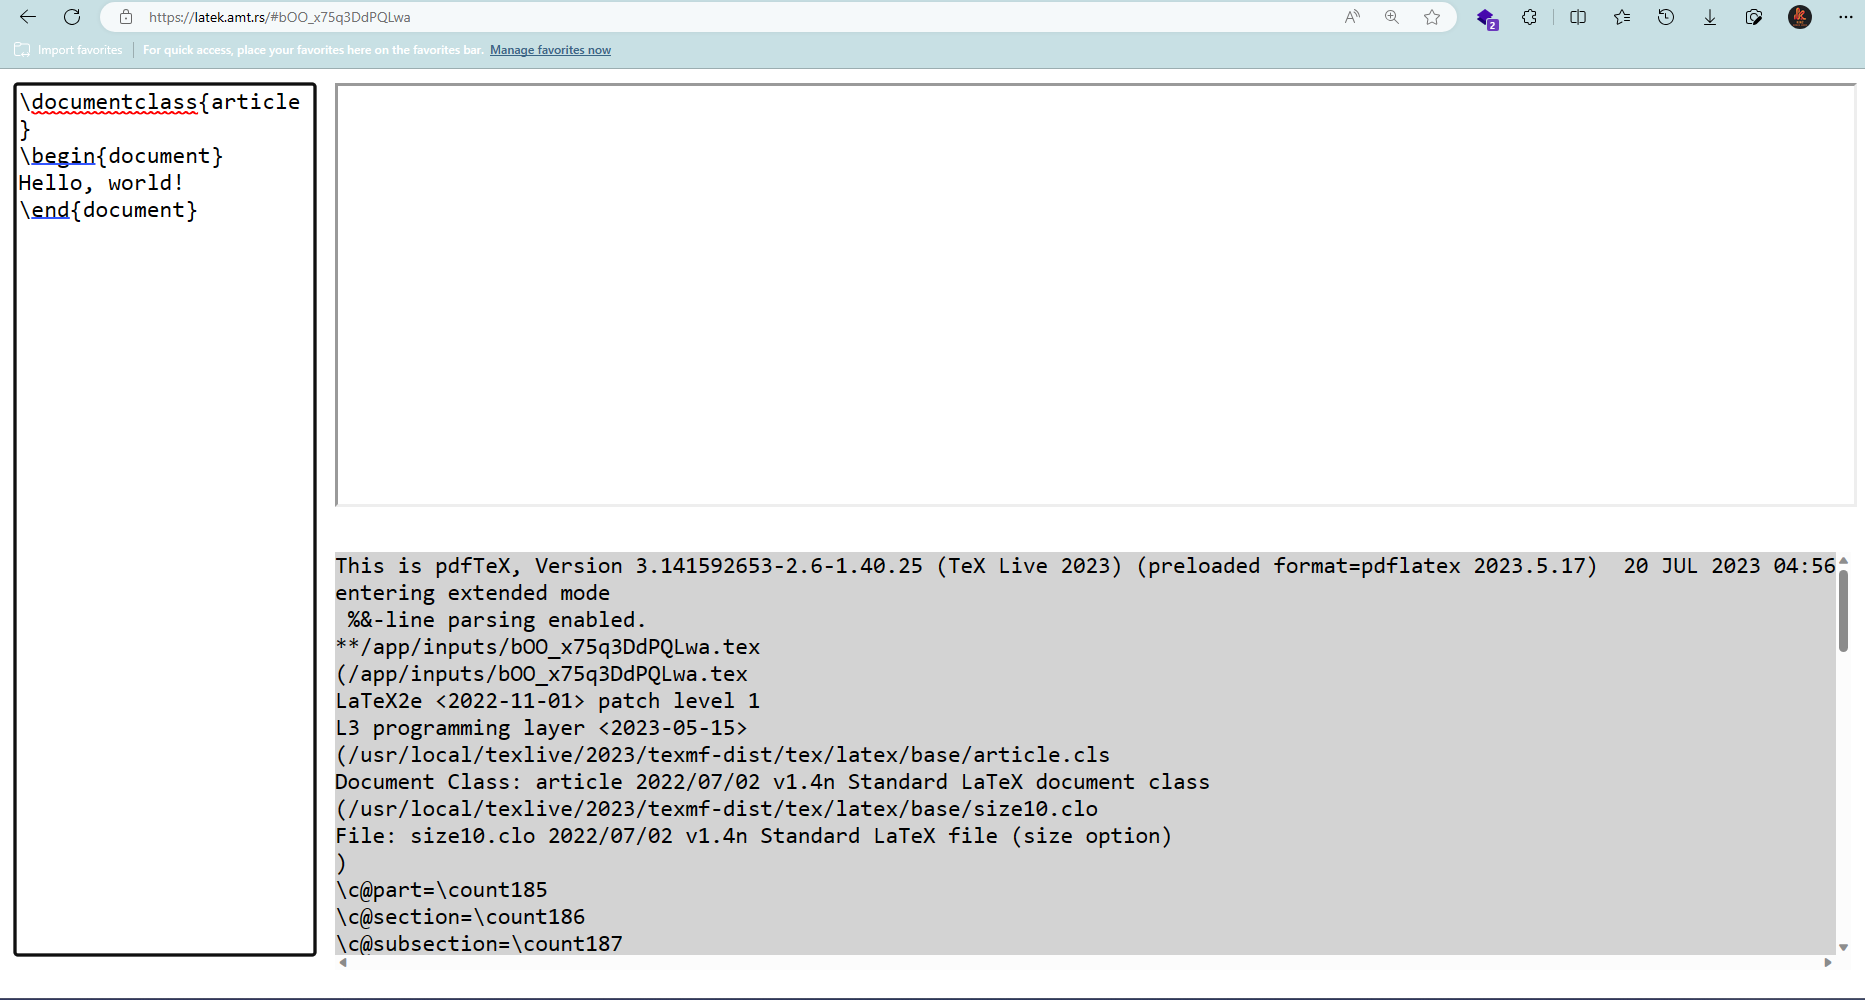 https://latek.amt.rs/#bOO_x75q3DdPQLwa
2
Import favorites
For quick access, place your favorites here on the favorites bar. Manage favorites now
\documentclass{article
}
\begin{document}
Hello, world!
\end{document}
This is pdfTeX, Version 3.141592653-2.6-1.40.25 (TeX Live 2023) (preloaded format=pdflatex 2023.5.17)  20 JUL 2023 04:56
entering extended mode
 %&-line parsing enabled.
**/app/inputs/bOO_x75q3DdPQLwa.tex
(/app/inputs/bOO_x75q3DdPQLwa.tex
LaTeX2e <2022-11-01> patch level 1
L3 programming layer <2023-05-15>
(/usr/local/texlive/2023/texmf-dist/tex/latex/base/article.cls
Document Class: article 2022/07/02 v1.4n Standard LaTeX document class
(/usr/local/texlive/2023/texmf-dist/tex/latex/base/size10.clo
File: size10.clo 2022/07/02 v1.4n Standard LaTeX file (size option)
)
\c@part=\count185
\c@section=\count186
\c@subsection=\count187